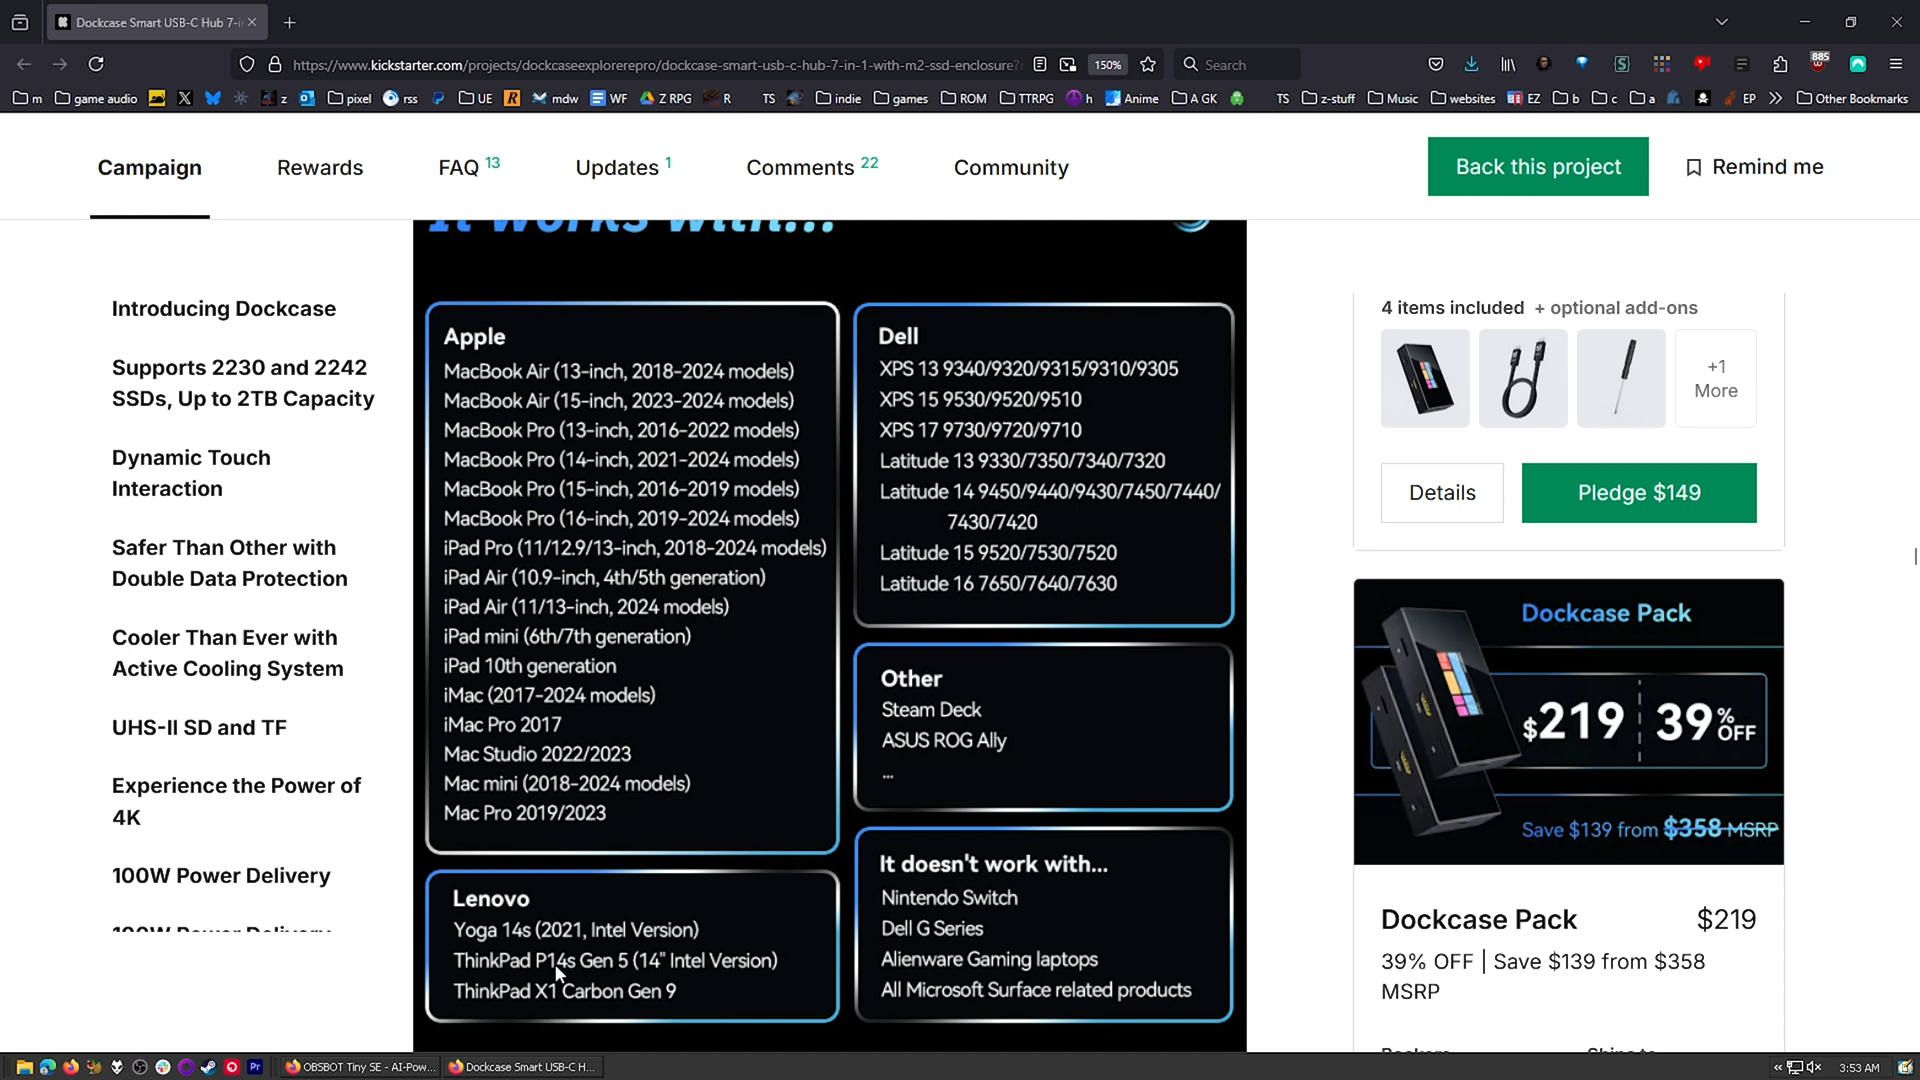 Dockcase Smart USB-C Hub 7-i
https://www.kickstarter.com/projects/dockcaseexplorerepro/dockcase-smart-usb-c-hub-7-in-1-with-m2-ssd-enclosure?
150%
Search
885
m
game audio
X
z
pixel
rss
UE
R
mdw
WF
Z RPG
R
TS
indie
games
ROM
TTRPG
h
Anime
A GK
TS
z-stuff
Music
websites
EZ
b
c
a
EP
Other Bookmarks
Campaign
Rewards
FAQ 13
Updates 1
Comments 22
Community
Back this project
Remind me
It works with...
Introducing Dockcase
Supports 2230 and 2242
SSDs, Up to 2TB Capacity
Dynamic Touch
Interaction
Safer Than Other with
Double Data Protection
Cooler Than Ever with
Active Cooling System
UHS-II SD and TF
Experience the Power of
4K
100W Power Delivery
100W Power Delivery
Apple
MacBook Air (13-inch, 2018-2024 models)
MacBook Air (15-inch, 2023-2024 models)
MacBook Pro (13-inch, 2016-2022 models)
MacBook Pro (14-inch, 2021-2024 models)
MacBook Pro (15-inch, 2016-2019 models)
MacBook Pro (16-inch, 2019-2024 models)
iPad Pro (11/12.9/13-inch, 2018-2024 models)
iPad Air (10.9-inch, 4th/5th generation)
iPad Air (11/13-inch, 2024 models)
iPad mini (6th/7th generation)
iPad 10th generation
iMac (2017-2024 models)
iMac Pro 2017
Mac Studio 2022/2023
Mac mini (2018-2024 models)
Mac Pro 2019/2023
Lenovo
Yoga 14s (2021, Intel Version)
ThinkPad P14s Gen 5 (14" Intel Version)
ThinkPad X1 Carbon Gen 9
Dell
XPS 13 9340/9320/9315/9310/9305
XPS 15 9530/9520/9510
XPS 17 9730/9720/9710
Latitude 13 9330/7350/7340/7320
Latitude 14 9450/9440/9430/7450/7440/
7430/7420
Latitude 15 9520/7530/7520
Latitude 16 7650/7640/7630
Other
Steam Deck
ASUS ROG Ally
...
It doesn't work with...
Nintendo Switch
Dell G Series
Alienware Gaming laptops
All Microsoft Surface related products
4 items included + optional add-ons
+1
More
Details
Pledge $149
Dockcase Pack
$219
39% OFF
Save $139 from $358 MSRP
Dockcase Pack
$219
39% OFF | Save $139 from $358
MSRP
OBSBOT Tiny SE - AI-Pow...
Dockcase Smart USB-C H...
3:53 AM